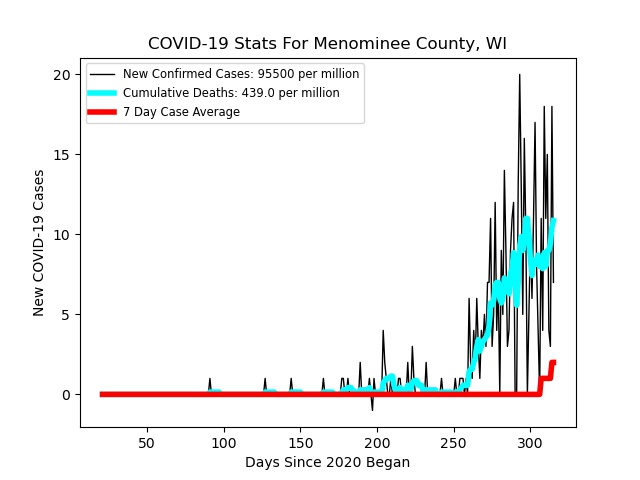 COVID-19 Stats For Menominee County, WI
New Confirmed Cases: 95500 per million
Cumulative Deaths: 439.0 per million
7 Day Case Average
New COVID-19 Cases
20
15
10
5
0
50 100 150 200 250 300
Days Since 2020 Began